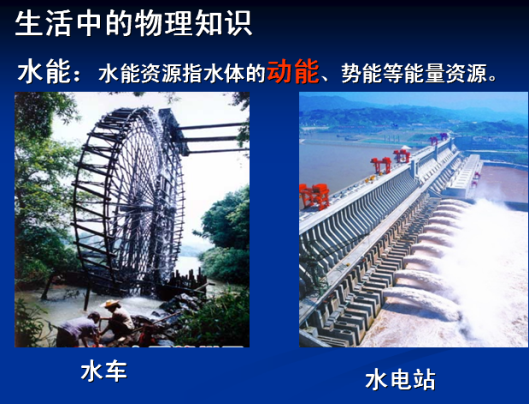 生活中的物理知识
水能：水能资源指水体的动能、势能等能量资源。
水车
水电站